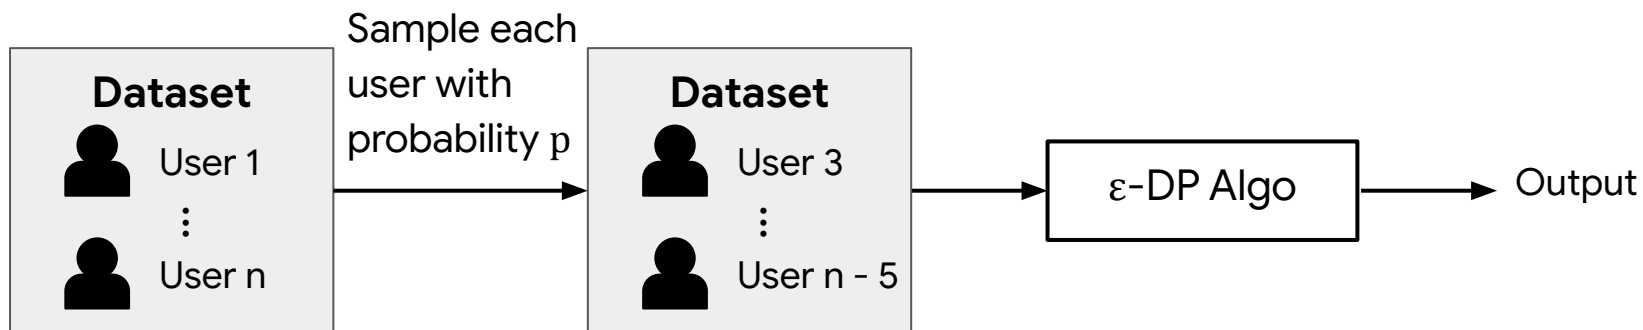 Dataset
User 1
⋮
User n
Sample each
user with
probability p
Dataset
User 3
⋮
User n - 5
ε-DP Algo
Output